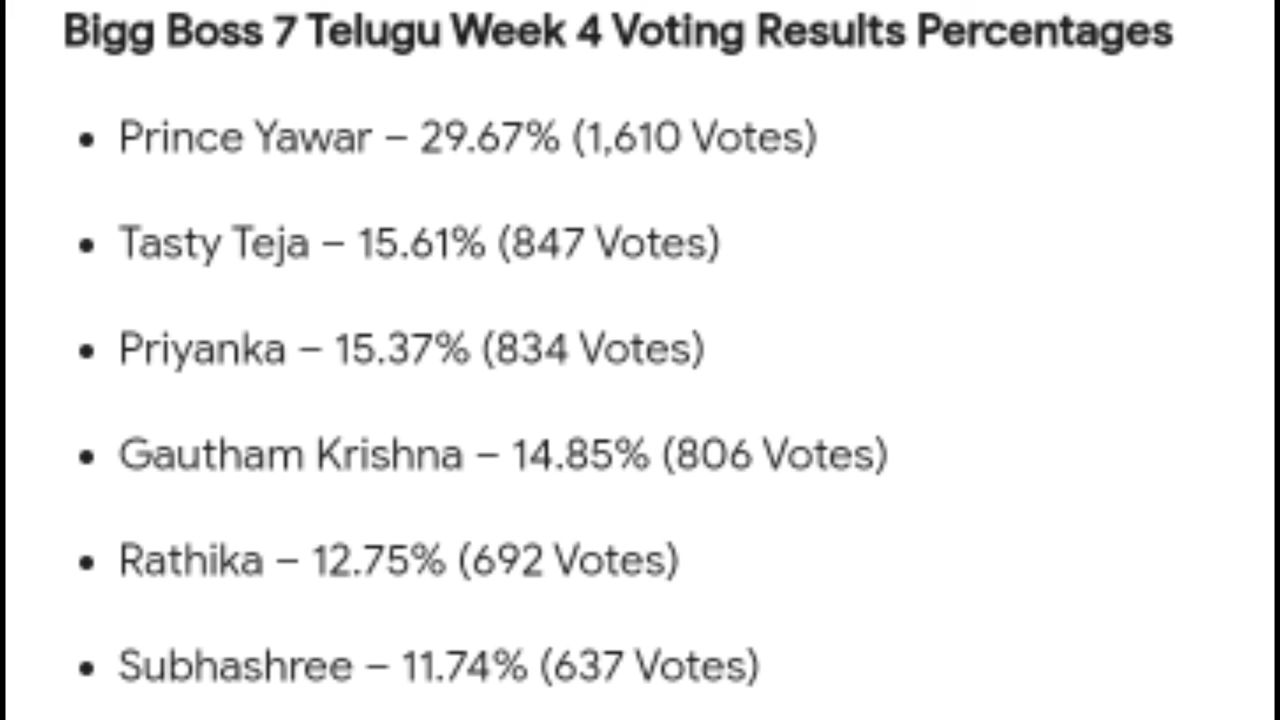 Bigg Boss 7 Telugu Week 4 Voting Results Percentages
• Prince Yawar – 29.67% (1,610 Votes)
• Tasty Teja – 15.61% (847 Votes)
• Priyanka – 15.37% (834 Votes)
• Gautham Krishna – 14.85% (806 Votes)
• Rathika – 12.75% (692 Votes)
• Subhashree – 11.74% (637 Votes)